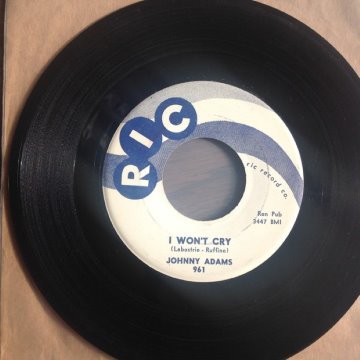 RIC
ric record co.
Ron Pub
3447 BMI
I WON'T CRY
(Labostrie - Ruffino)
JOHNNY ADAMS
961